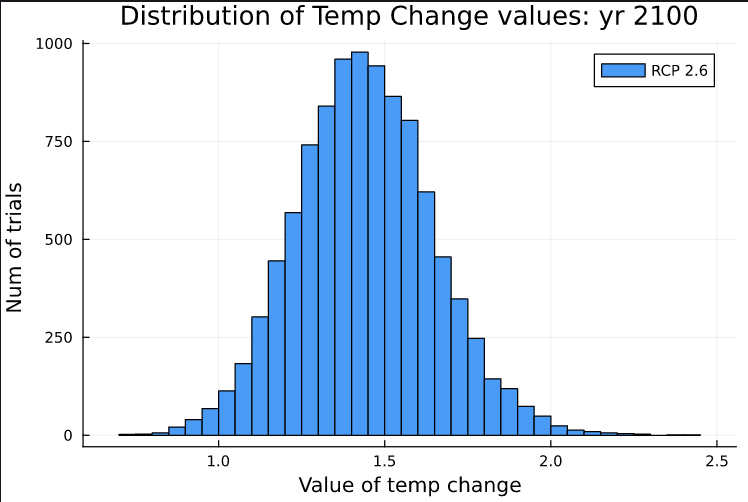 Distribution of Temp Change values: yr 2100
1000
RCP 2.6
750
500
250
0
Num of trials
1.0 1.5 2.0 2.5
Value of temp change